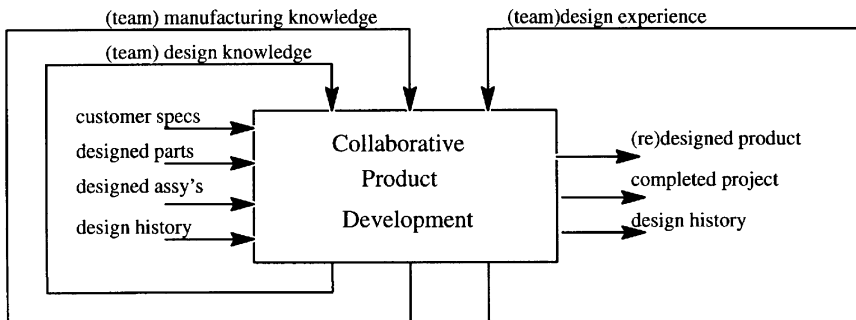 (team) manufacturing knowledge
(team)design experience
(team) design knowledge
customer specs
designed parts
designed assy's
design history
Collaborative
Product
Development
(re)designed product
completed project
design history